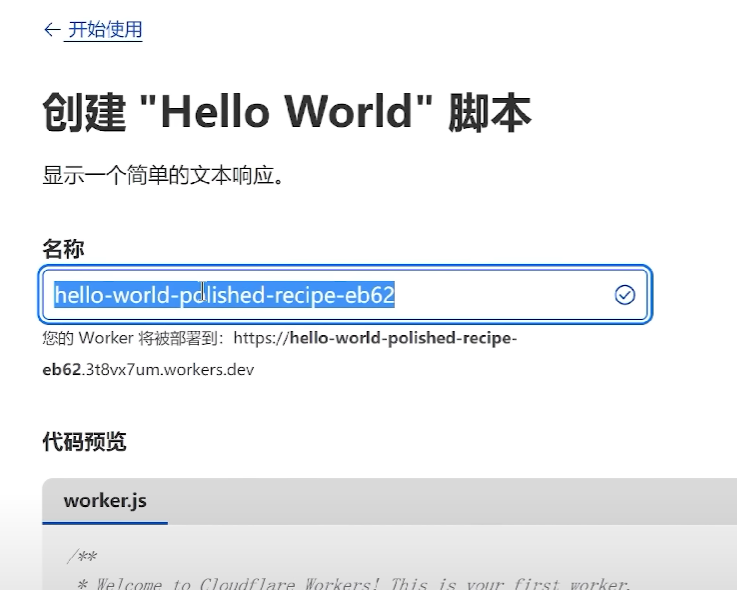 ← 开始使用
创建 "Hello World" 脚本
显示一个简单的文本响应。
名称
hello-world-polished-recipe-eb62
您的 Worker 将被部署到：https://hello-world-polished-recipe-
eb62.3t8vx7um.workers.dev
代码预览
worker.js
/**
* Welcome to Cloudflare Workers! This is your first worker.